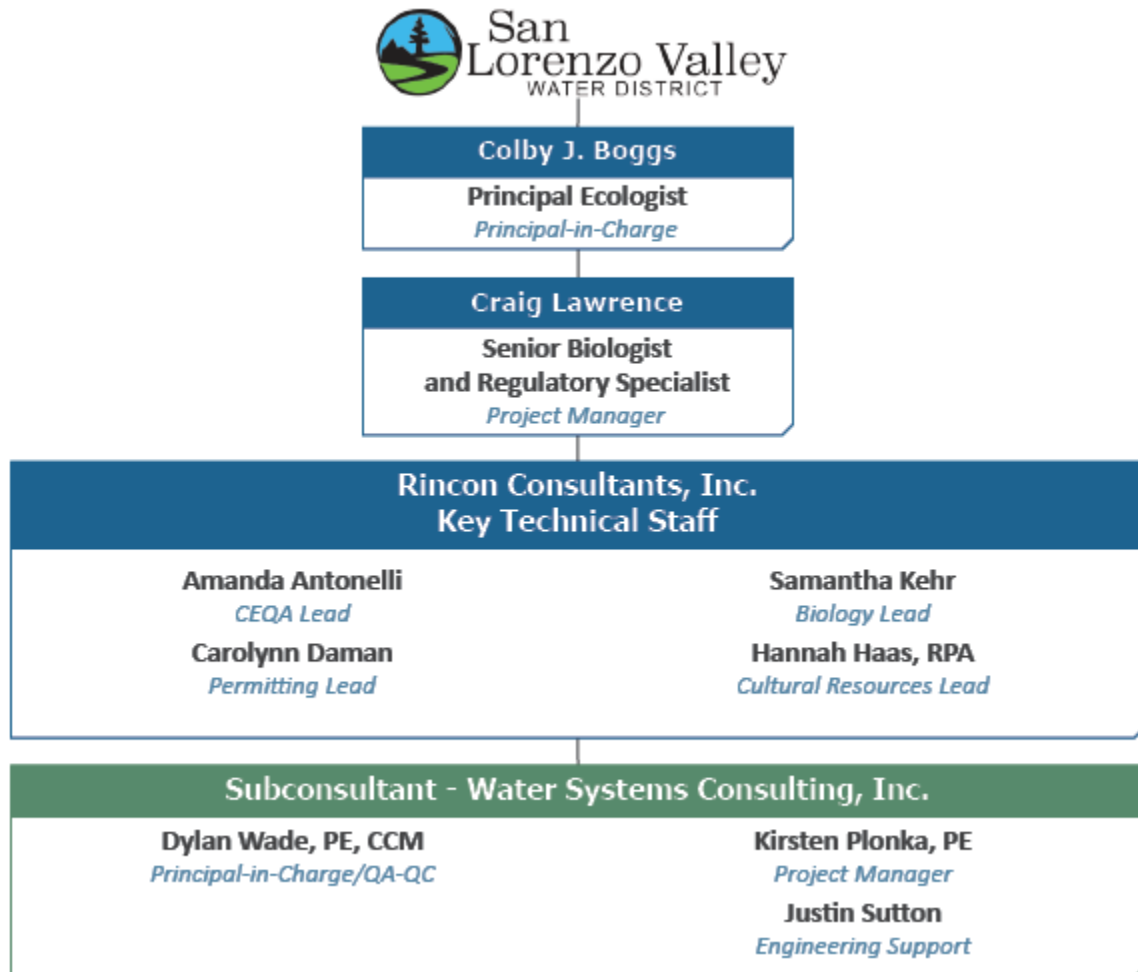 San
Lorenzo Valley
WATER DISTRICT
Colby J. Boggs
Principal Ecologist
Principal-in-Charge
Craig Lawrence
Senior Biologist
and Regulatory Specialist
Project Manager
Rincon Consultants, Inc.
Key Technical Staff
Amanda Antonelli
CEQA Lead
Carolynn Daman
Permitting Lead
Samantha Kehr
Biology Lead
Hannah Haas, RPA
Cultural Resources Lead
Subconsultant - Water Systems Consulting, Inc.
Dylan Wade, PE, CCM
Principal-in-Charge/QA-QC
Kirsten Plonka, PE
Project Manager
Justin Sutton
Engineering Support